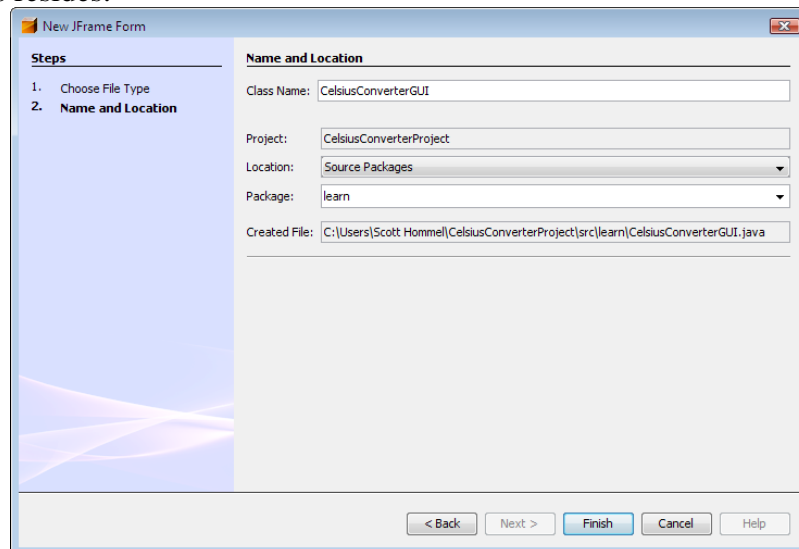 resides.
New JFrame Form
Steps
1. Choose File Type
2. Name and Location
Name and Location
Class Name: CelsiusConverterGUI
Project: CelsiusConverterProject
Location: Source Packages
Package: learn
Created File: C:\Users\Scott Hommel\CelsiusConverterProject\src\learn\CelsiusConverterGUI.java
< Back Next > Finish Cancel Help